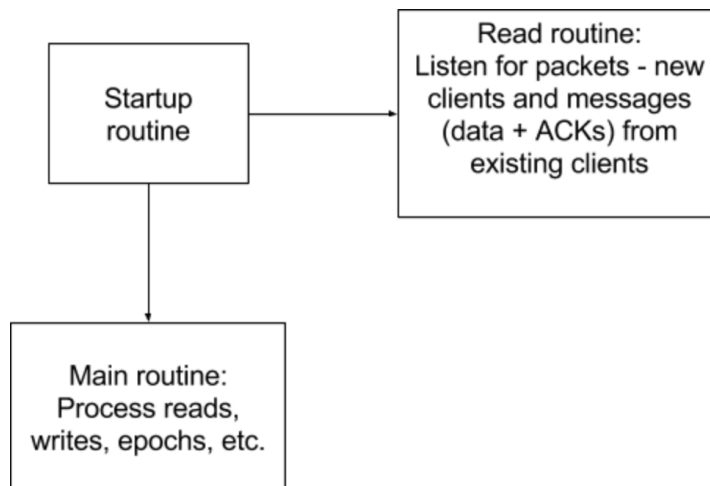 Startup
routine
Read routine:
Listen for packets - new
clients and messages
(data + ACKs) from
existing clients
Main routine:
Process reads,
writes, epochs, etc.